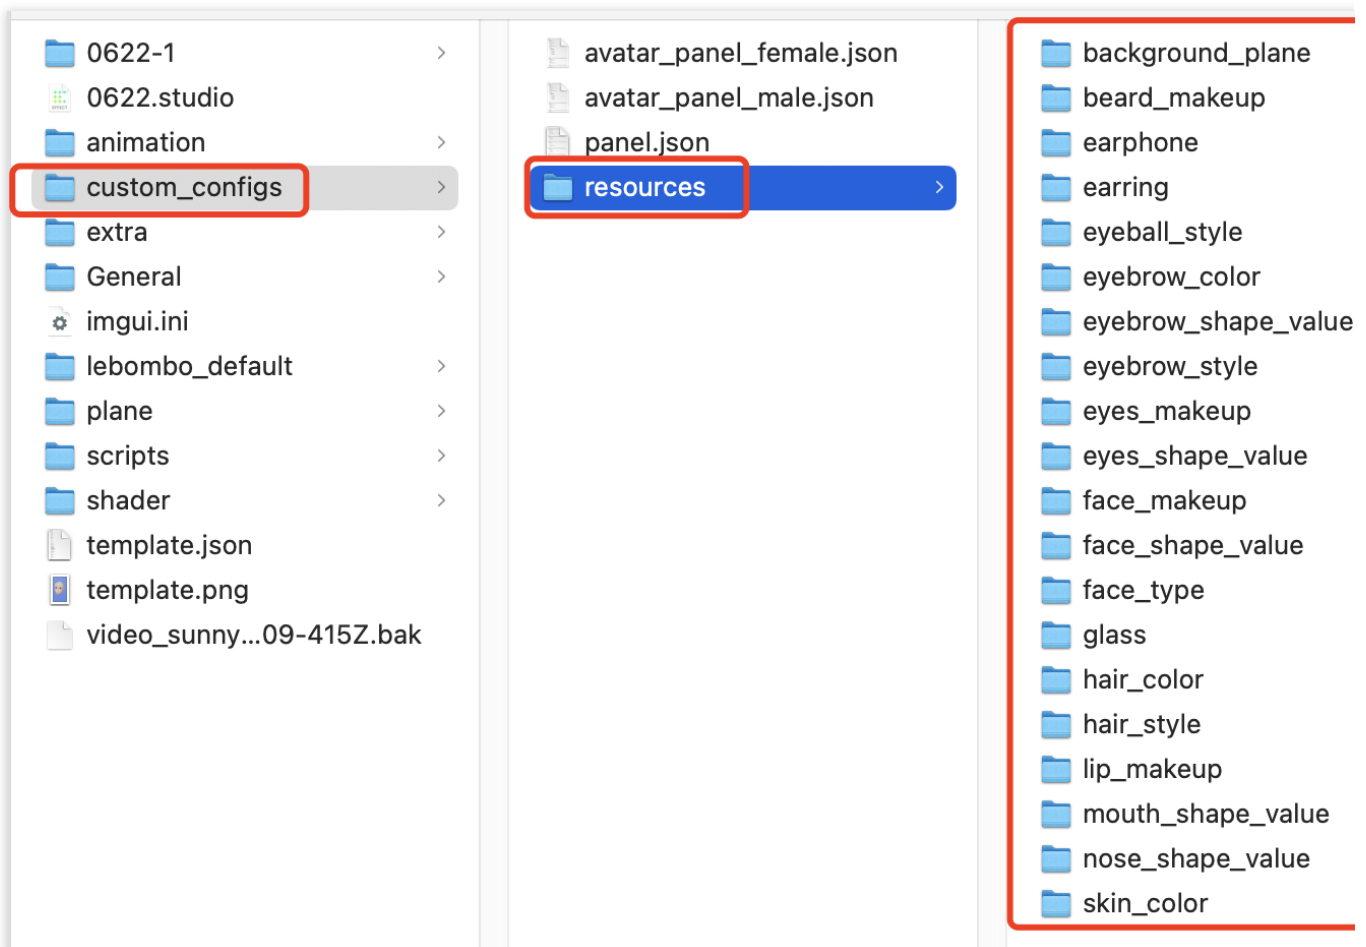 0622-1
0622.studio
animation
custom_configs
extra
General
imgui.ini
lebombo_default
plane
scripts
shader
template.json
template.png
video_sunny...09-415Z.bak
avatar_panel_female.json
avatar_panel_male.json
panel.json
resources
background_plane
beard_makeup
earphone
earring
eyeball_style
eyebrow_color
eyebrow_shape_value
eyebrow_style
eyes_makeup
eyes_shape_value
face_makeup
face_shape_value
face_type
glass
hair_color
hair_style
lip_makeup
mouth_shape_value
nose_shape_value
skin_color